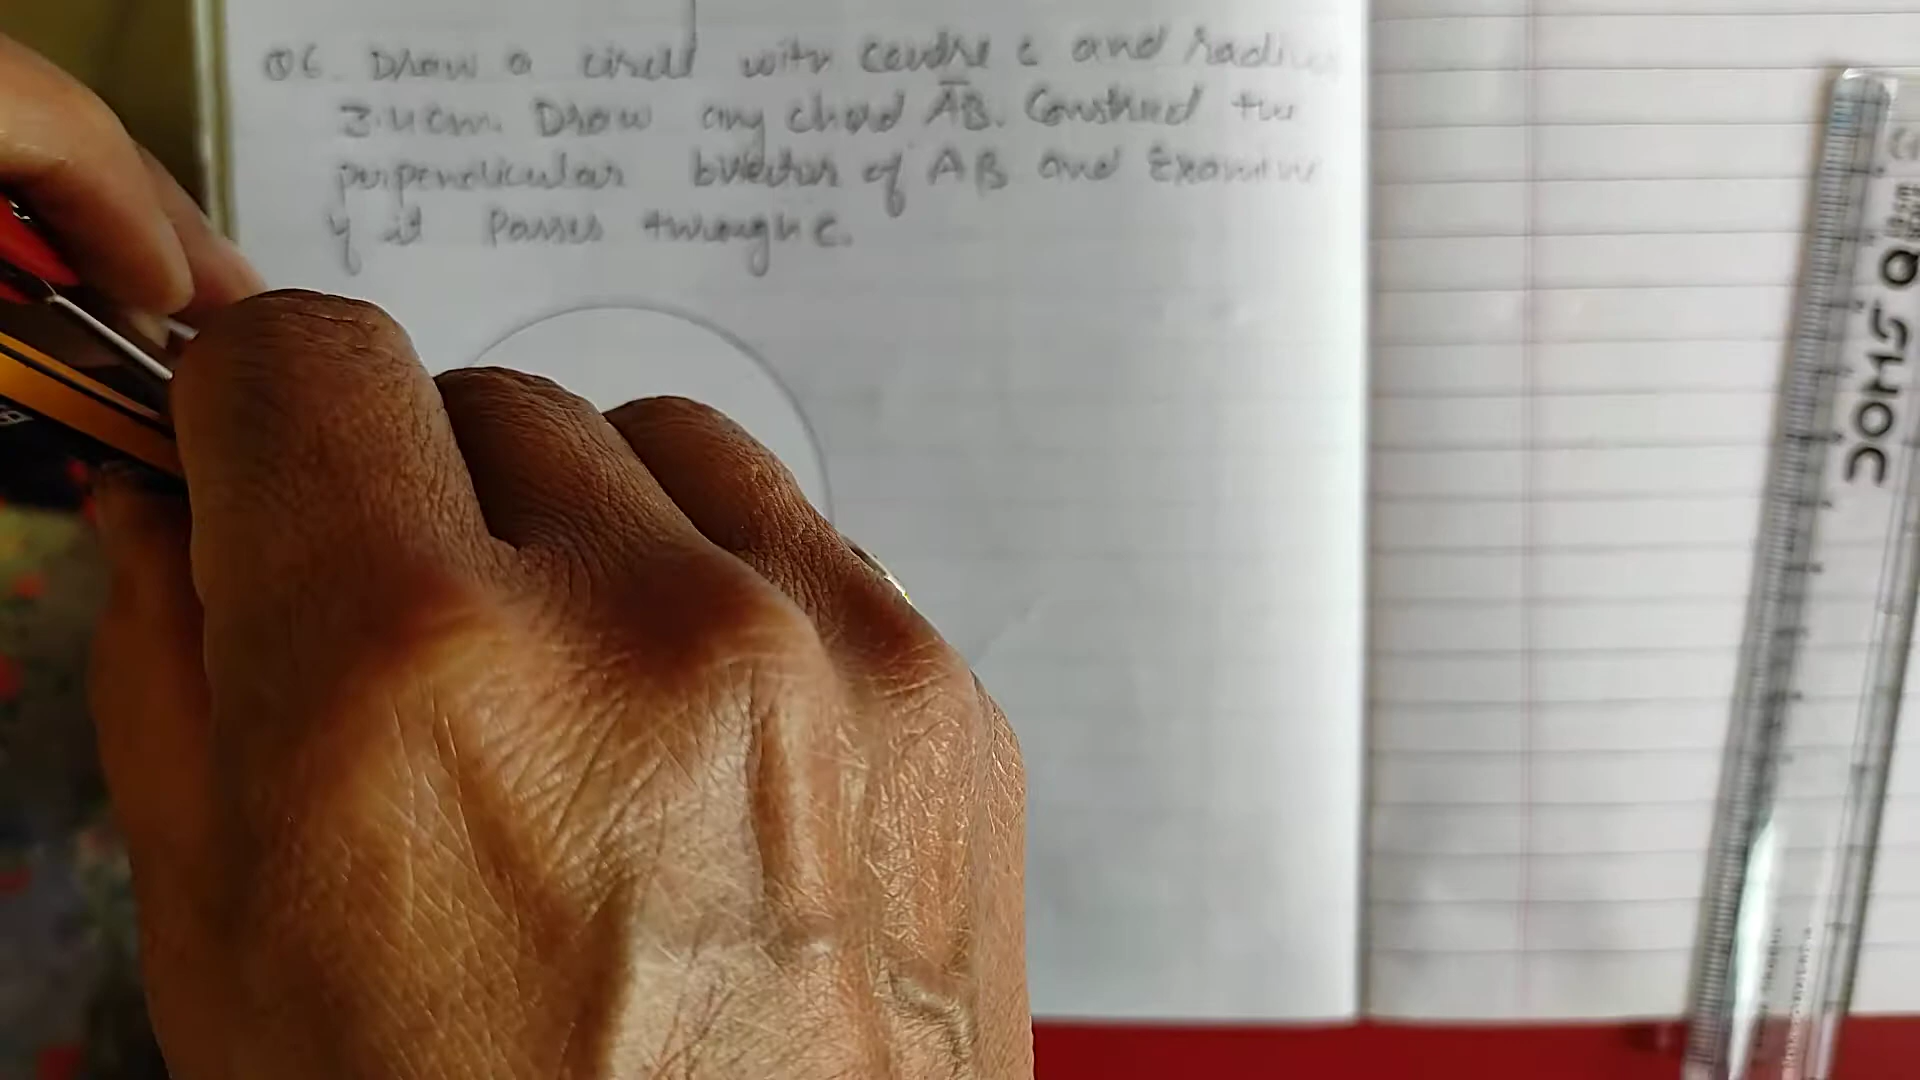 Q6. Draw a circle with centre C and radius
3.4cm. Draw any chord AB. Construct the
perpendicular bisector of AB and Examine
if it Passes through C.
DOMS Q